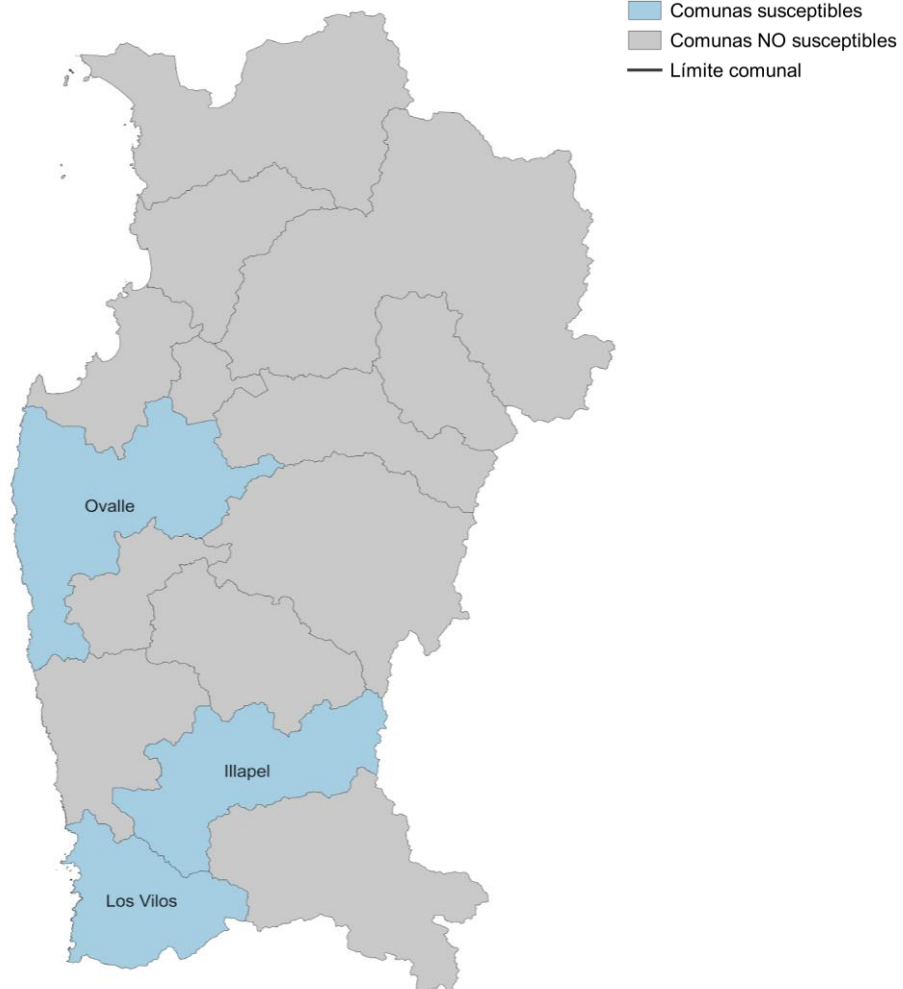 Comunas susceptibles
Comunas NO susceptibles
Límite comunal
Ovalle
Illapel
Los Vilos